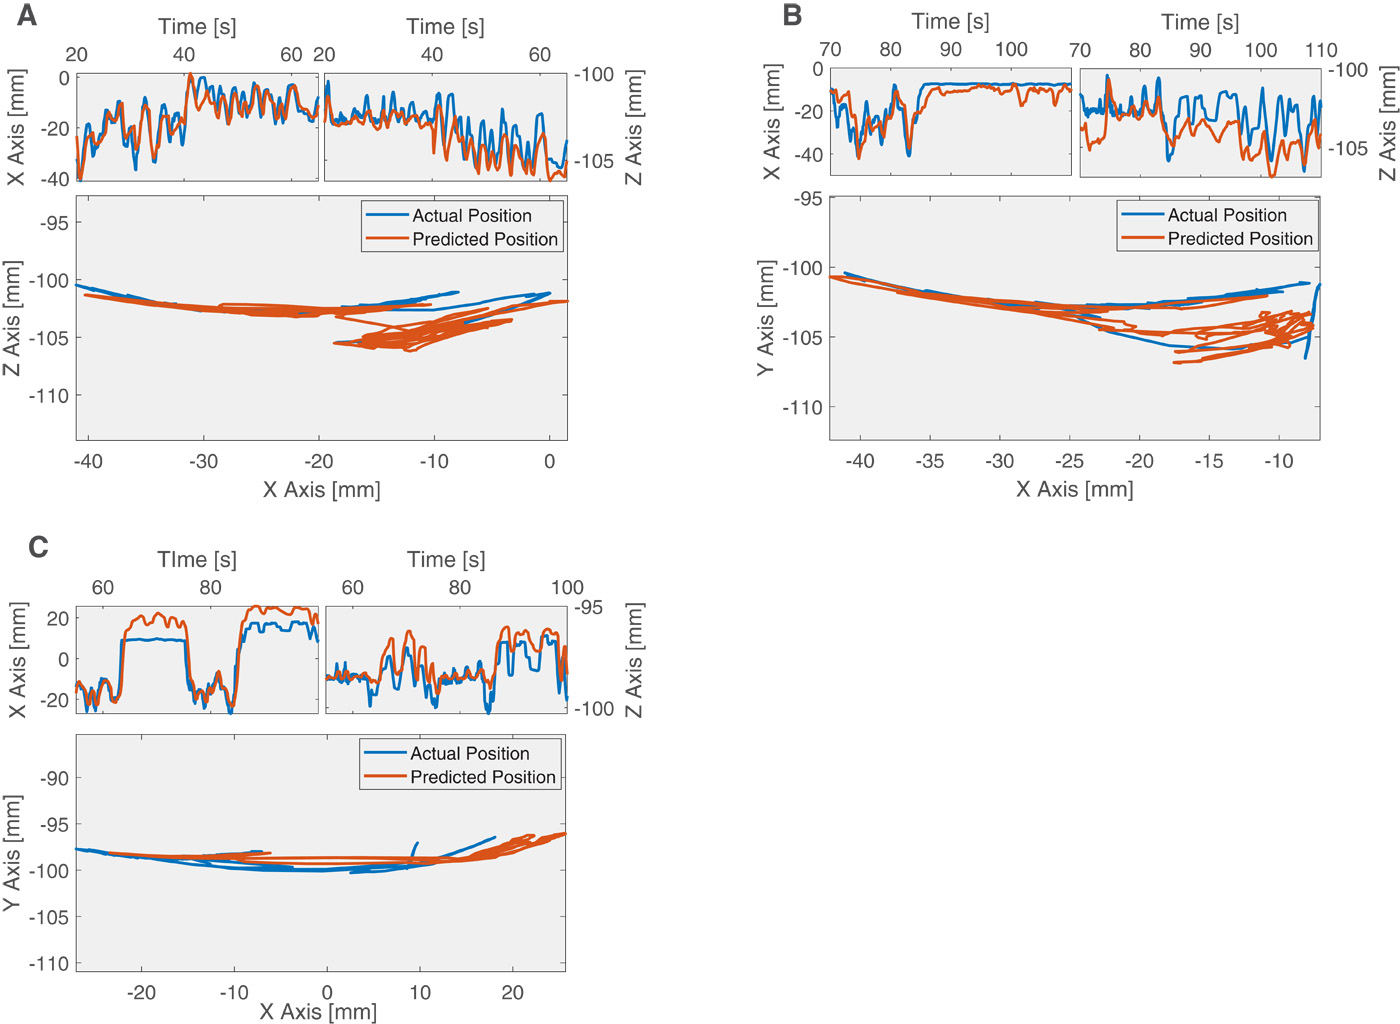 A
Time [s]
Time [s]
20 40 60 20 40 60
X Axis [mm]
0
-20
-40
-100
-105
Z Axis [mm]
Actual Position
Predicted Position
Z Axis [mm]
-95
-100
-105
-110
-40 -30 -20 -10 0
X Axis [mm]
B
Time [s]
Time [s]
70 80 90 100 70 80 90 100 110
X Axis [mm]
0
-20
-40
-100
-105
Z Axis [mm]
Actual Position
Predicted Position
Y Axis [mm]
-95
-100
-105
-110
-40 -35 -30 -25 -20 -15 -10
X Axis [mm]
C
TIme [s]
Time [s]
60 80 60 80 100
X Axis [mm]
20
0
-20
-95
-100
Z Axis [mm]
Actual Position
Predicted Position
Y Axis [mm]
-90
-95
-100
-105
-110
-20 -10 0 10 20
X Axis [mm]